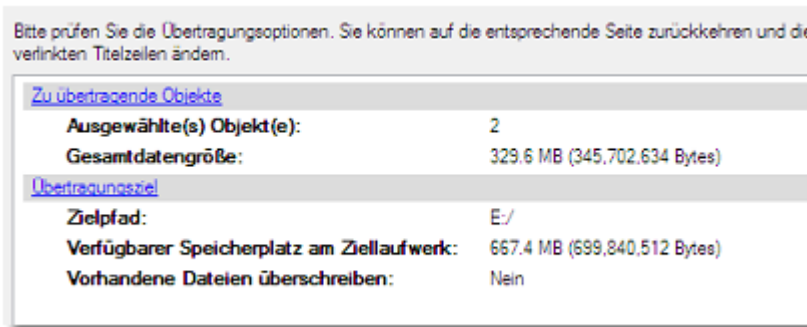 Bitte prüfen Sie die Übertragungsoptionen. Sie können auf die entsprechende Seite zurückkehren und die
verlinkten Titelzeilen ändern.
Zu übertragende Objekte
Ausgewählte(s) Objekt(e): 2
Gesamtdatengröße: 329.6 MB (345,702,634 Bytes)
Übertragungsziel
Zielpfad: E:/
Verfügbarer Speicherplatz am Ziellaufwerk: 667.4 MB (699,840,512 Bytes)
Vorhandene Dateien überschreiben: Nein